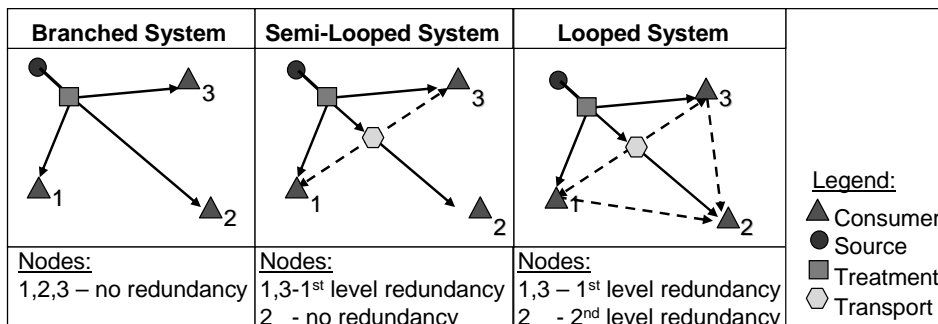 Branched System
Semi-Looped System
Looped System
3
1
2
3
1
2
3
1
2
Nodes:
1,2,3 – no redundancy
Nodes:
1,3-1st level redundancy
2 - no redundancy
Nodes:
1,3 – 1st level redundancy
2 - 2nd level redundancy
Legend:
Consumer
Source
Treatment
Transport